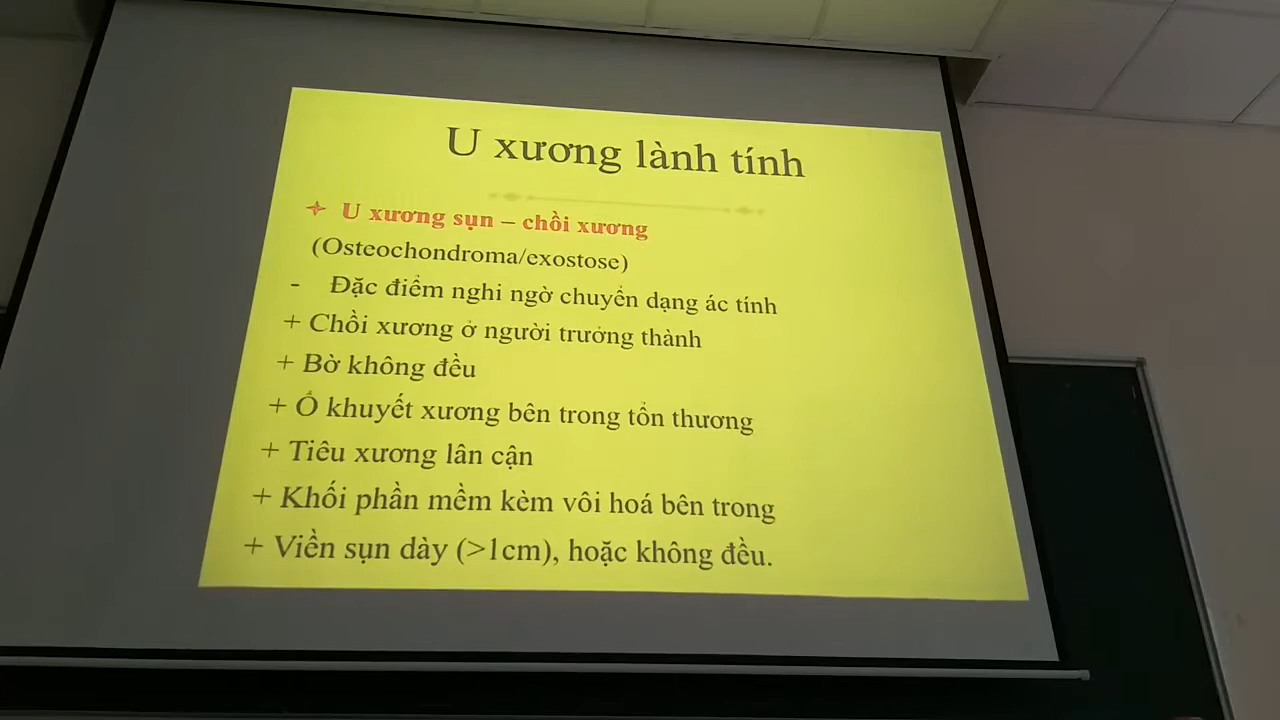 U xương lành tính
U xương sụn – chồi xương
(Osteochondroma/exostose)
- Đặc điểm nghi ngờ chuyển dạng ác tính
+ Chồi xương ở người trưởng thành
+ Bờ không đều
+ Ổ khuyết xương bên trong tổn thương
+ Tiêu xương lân cận
+ Khối phần mềm kèm vôi hoá bên trong
+ Viền sụn dày (>1cm), hoặc không đều.